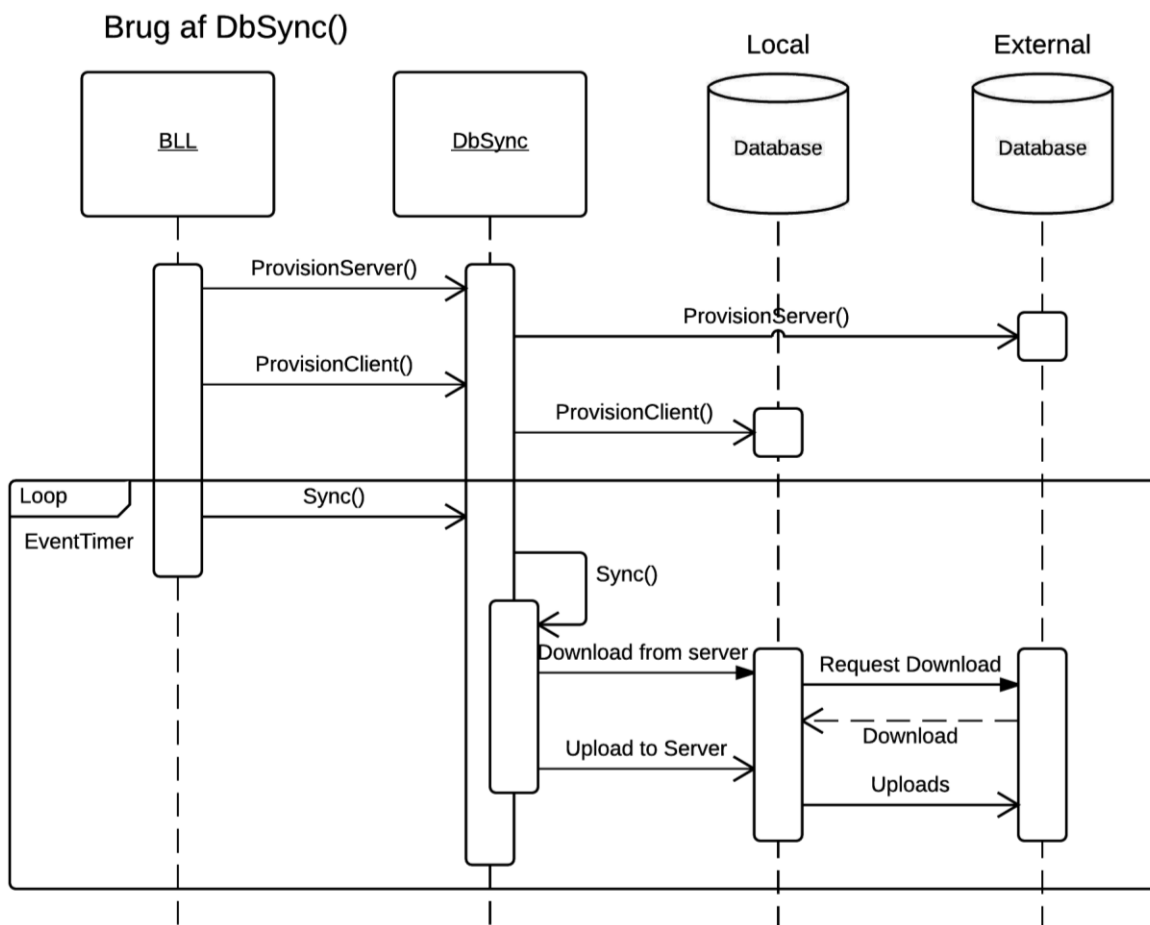 Brug af DbSync()
Local
External
BLL
DbSync
Database
Database
ProvisionServer()
ProvisionServer()
ProvisionClient()
ProvisionClient()
Loop
Sync()
EventTimer
Sync()
Download from server
Request Download
Download
Upload to Server
Uploads